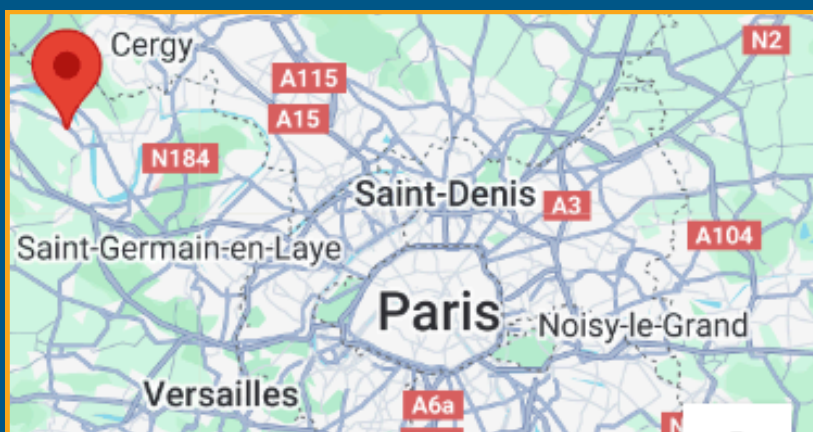 Cergy
N2
A115
A15
N184
Saint-Denis
A3
A104
Saint-Germain-en-Laye
Paris
Noisy-le-Grand
Versailles
A6a